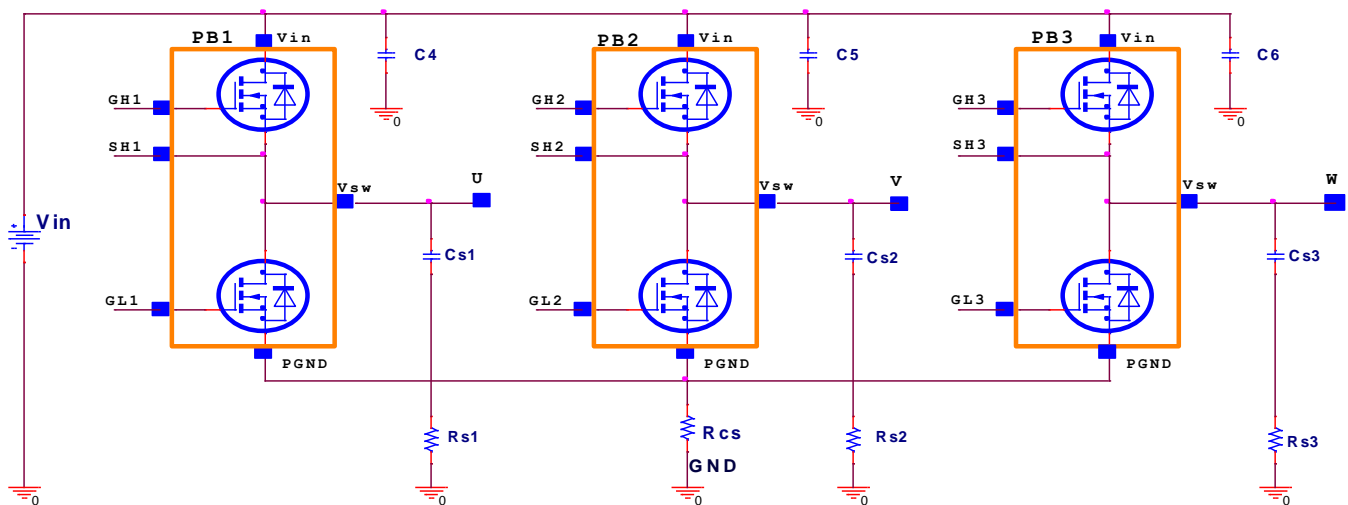 PB1 Vin C4 PB2 Vin C5 PB3 Vin C6
GH1 0 GH2 0 GH3 0
SH1 SH2 SH3
Vsw U Vsw V Vsw W
+ Vin -
Cs1 Cs2 Cs3
GL1 GL2 GL3
PGND PGND PGND
Rs1 Rcs Rs2 Rs3
GND
0 0 0 0 0